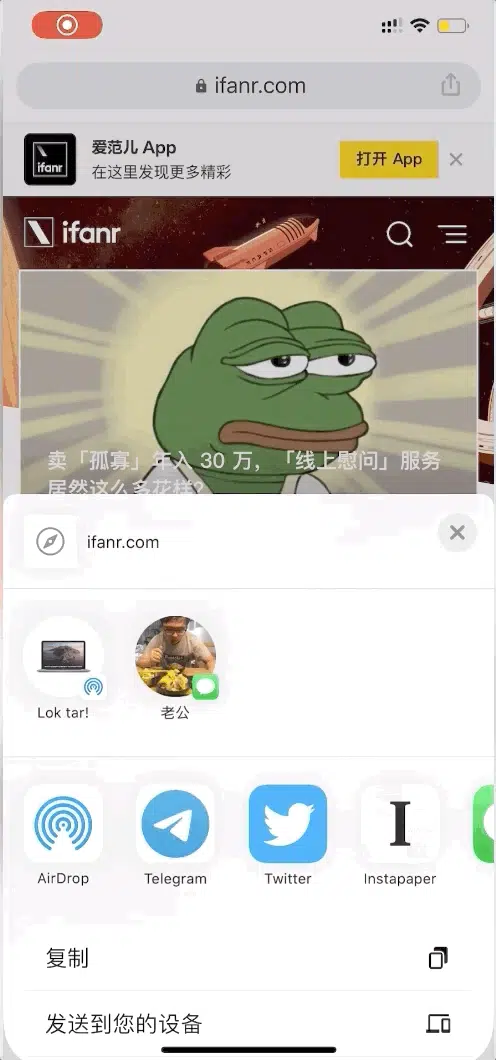 ifanr.com
爱范儿 App
在这里发现更多精彩
打开 App
ifanr
ifanr
卖「孤寡」年入 30 万，「线上慰问」服务
居然这么多花样？
ifanr.com
Lok tar!
老公
AirDrop
Telegram
Twitter
Instapaper
复制
发送到您的设备